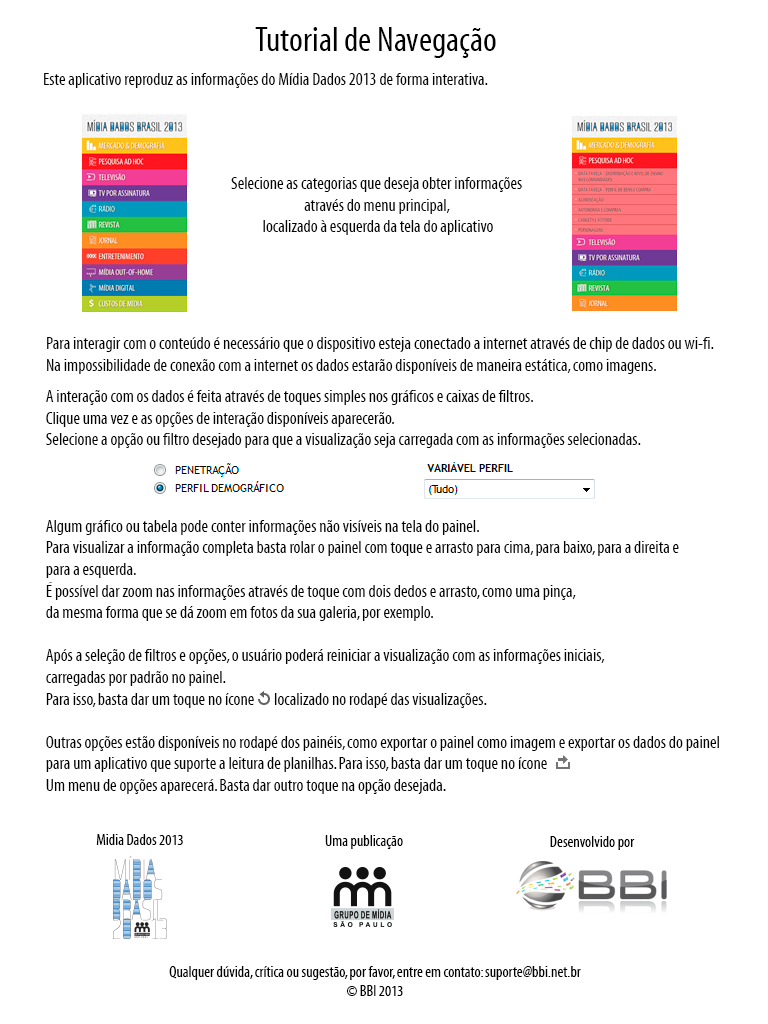 Tutorial de Navegação
Este aplicativo reproduz as informações do Mídia Dados 2013 de forma interativa.
MÍDIA DADOS BRASIL 2013
MERCADO & DEMOGRAFIA
PESQUISA AD HOC
TELEVISÃO
TV POR ASSINATURA
RÁDIO
REVISTA
JORNAL
ENTRETENIMENTO
MÍDIA OUT-OF-HOME
MÍDIA DIGITAL
CUSTOS DE MÍDIA
Selecione as categorias que deseja obter informações
através do menu principal,
localizado à esquerda da tela do aplicativo
MÍDIA DADOS BRASIL 2013
MERCADO & DEMOGRAFIA
PESQUISA AD HOC
ALIMENTAÇÃO
TELEVISÃO
TV POR ASSINATURA
RÁDIO
REVISTA
JORNAL
Para interagir com o conteúdo é necessário que o dispositivo esteja conectado a internet através de chip de dados ou wi-fi.
Na impossibilidade de conexão com a internet os dados estarão disponíveis de maneira estática, como imagens.
A interação com os dados é feita através de toques simples nos gráficos e caixas de filtros.
Clique uma vez e as opções de interação disponíveis aparecerão.
Selecione a opção ou filtro desejado para que a visualização seja carregada com as informações selecionadas.
PENETRAÇÃO
PERFIL DEMOGRÁFICO
VARIÁVEL PERFIL
(Tudo)
Algum gráfico ou tabela pode conter informações não visíveis na tela do painel.
Para visualizar a informação completa basta rolar o painel com toque e arrasto para cima, para baixo, para a direita e
para a esquerda.
É possível dar zoom nas informações através de toque com dois dedos e arrasto, como uma pinça,
da mesma forma que se dá zoom em fotos da sua galeria, por exemplo.
Após a seleção de filtros e opções, o usuário poderá reiniciar a visualização com as informações iniciais,
carregadas por padrão no painel.
Para isso, basta dar um toque no ícone localizado no rodapé das visualizações.
Outras opções estão disponíveis no rodapé dos painéis, como exportar o painel como imagem e exportar os dados do painel
para um aplicativo que suporte a leitura de planilhas. Para isso, basta dar um toque no ícone
Um menu de opções aparecerá. Basta dar outro toque na opção desejada.
Midia Dados 2013
MÍDIA
DADOS
BRASIL
2013
Uma publicação
GRUPO DE MÍDIA
SÃO PAULO
Desenvolvido por
BBI
Qualquer dúvida, crítica ou sugestão, por favor, entre em contato: suporte@bbi.net.br
© BBI 2013